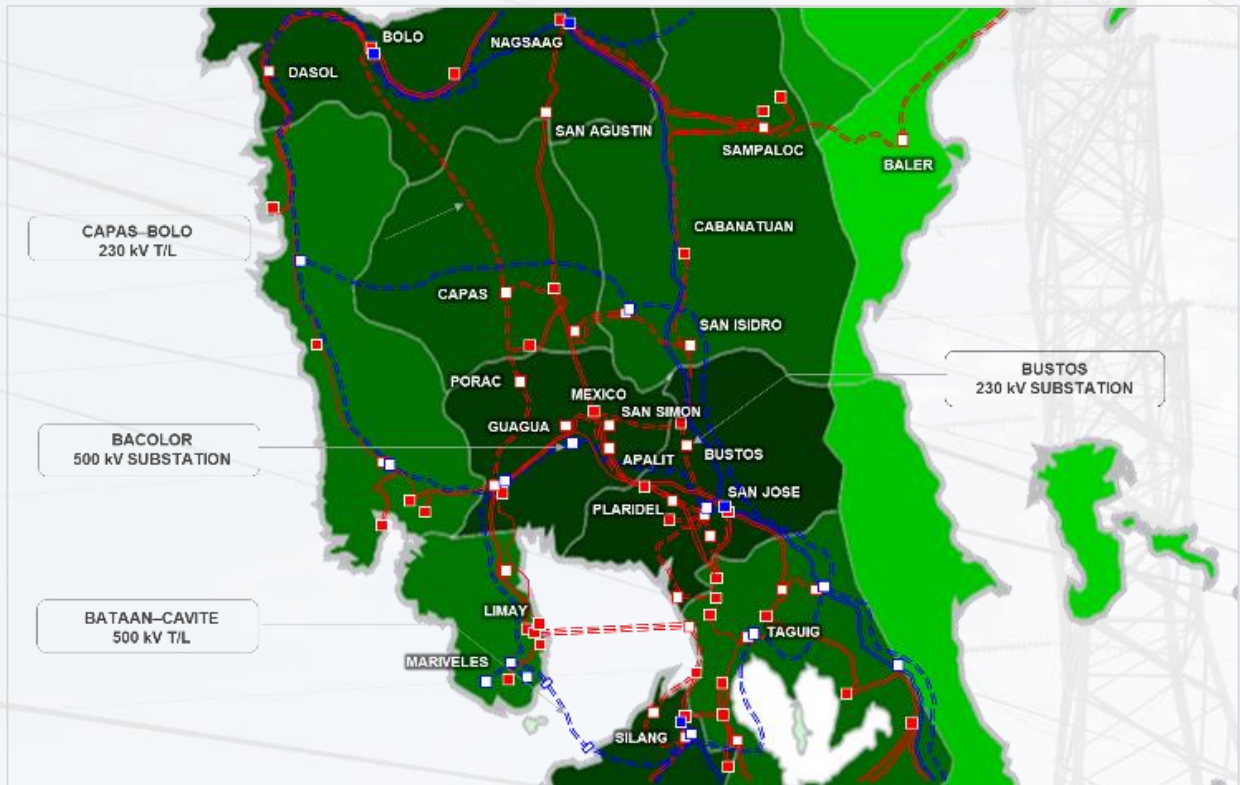 BOLO
NAGSAAG
DASOL
SAN AGUSTIN
SAMPALOC
BALER
CAPAS–BOLO
230 kV T/L
CABANATUAN
CAPAS
SAN ISIDRO
BUSTOS
230 kV SUBSTATION
PORAC
MEXICO
SAN SIMON
GUAGUA
BACOLOR
500 kV SUBSTATION
APALIT
BUSTOS
SAN JOSE
PLARIDEL
BATAAN–CAVITE
500 kV T/L
LIMAY
TAGUIG
MARIVELES
SILANG